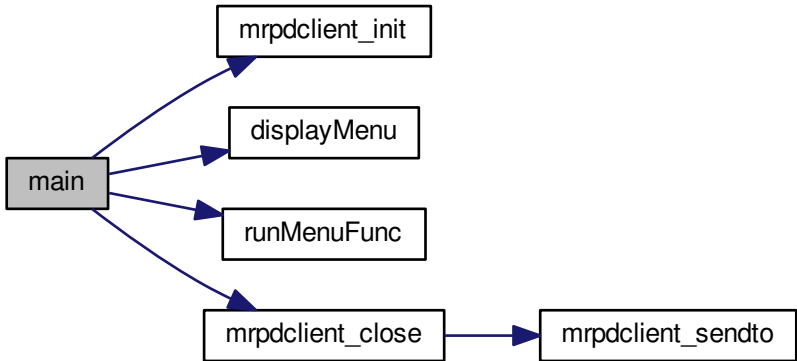 mrpdclient_init
displayMenu
main
runMenuFunc
mrpdclient_close
mrpdclient_sendto